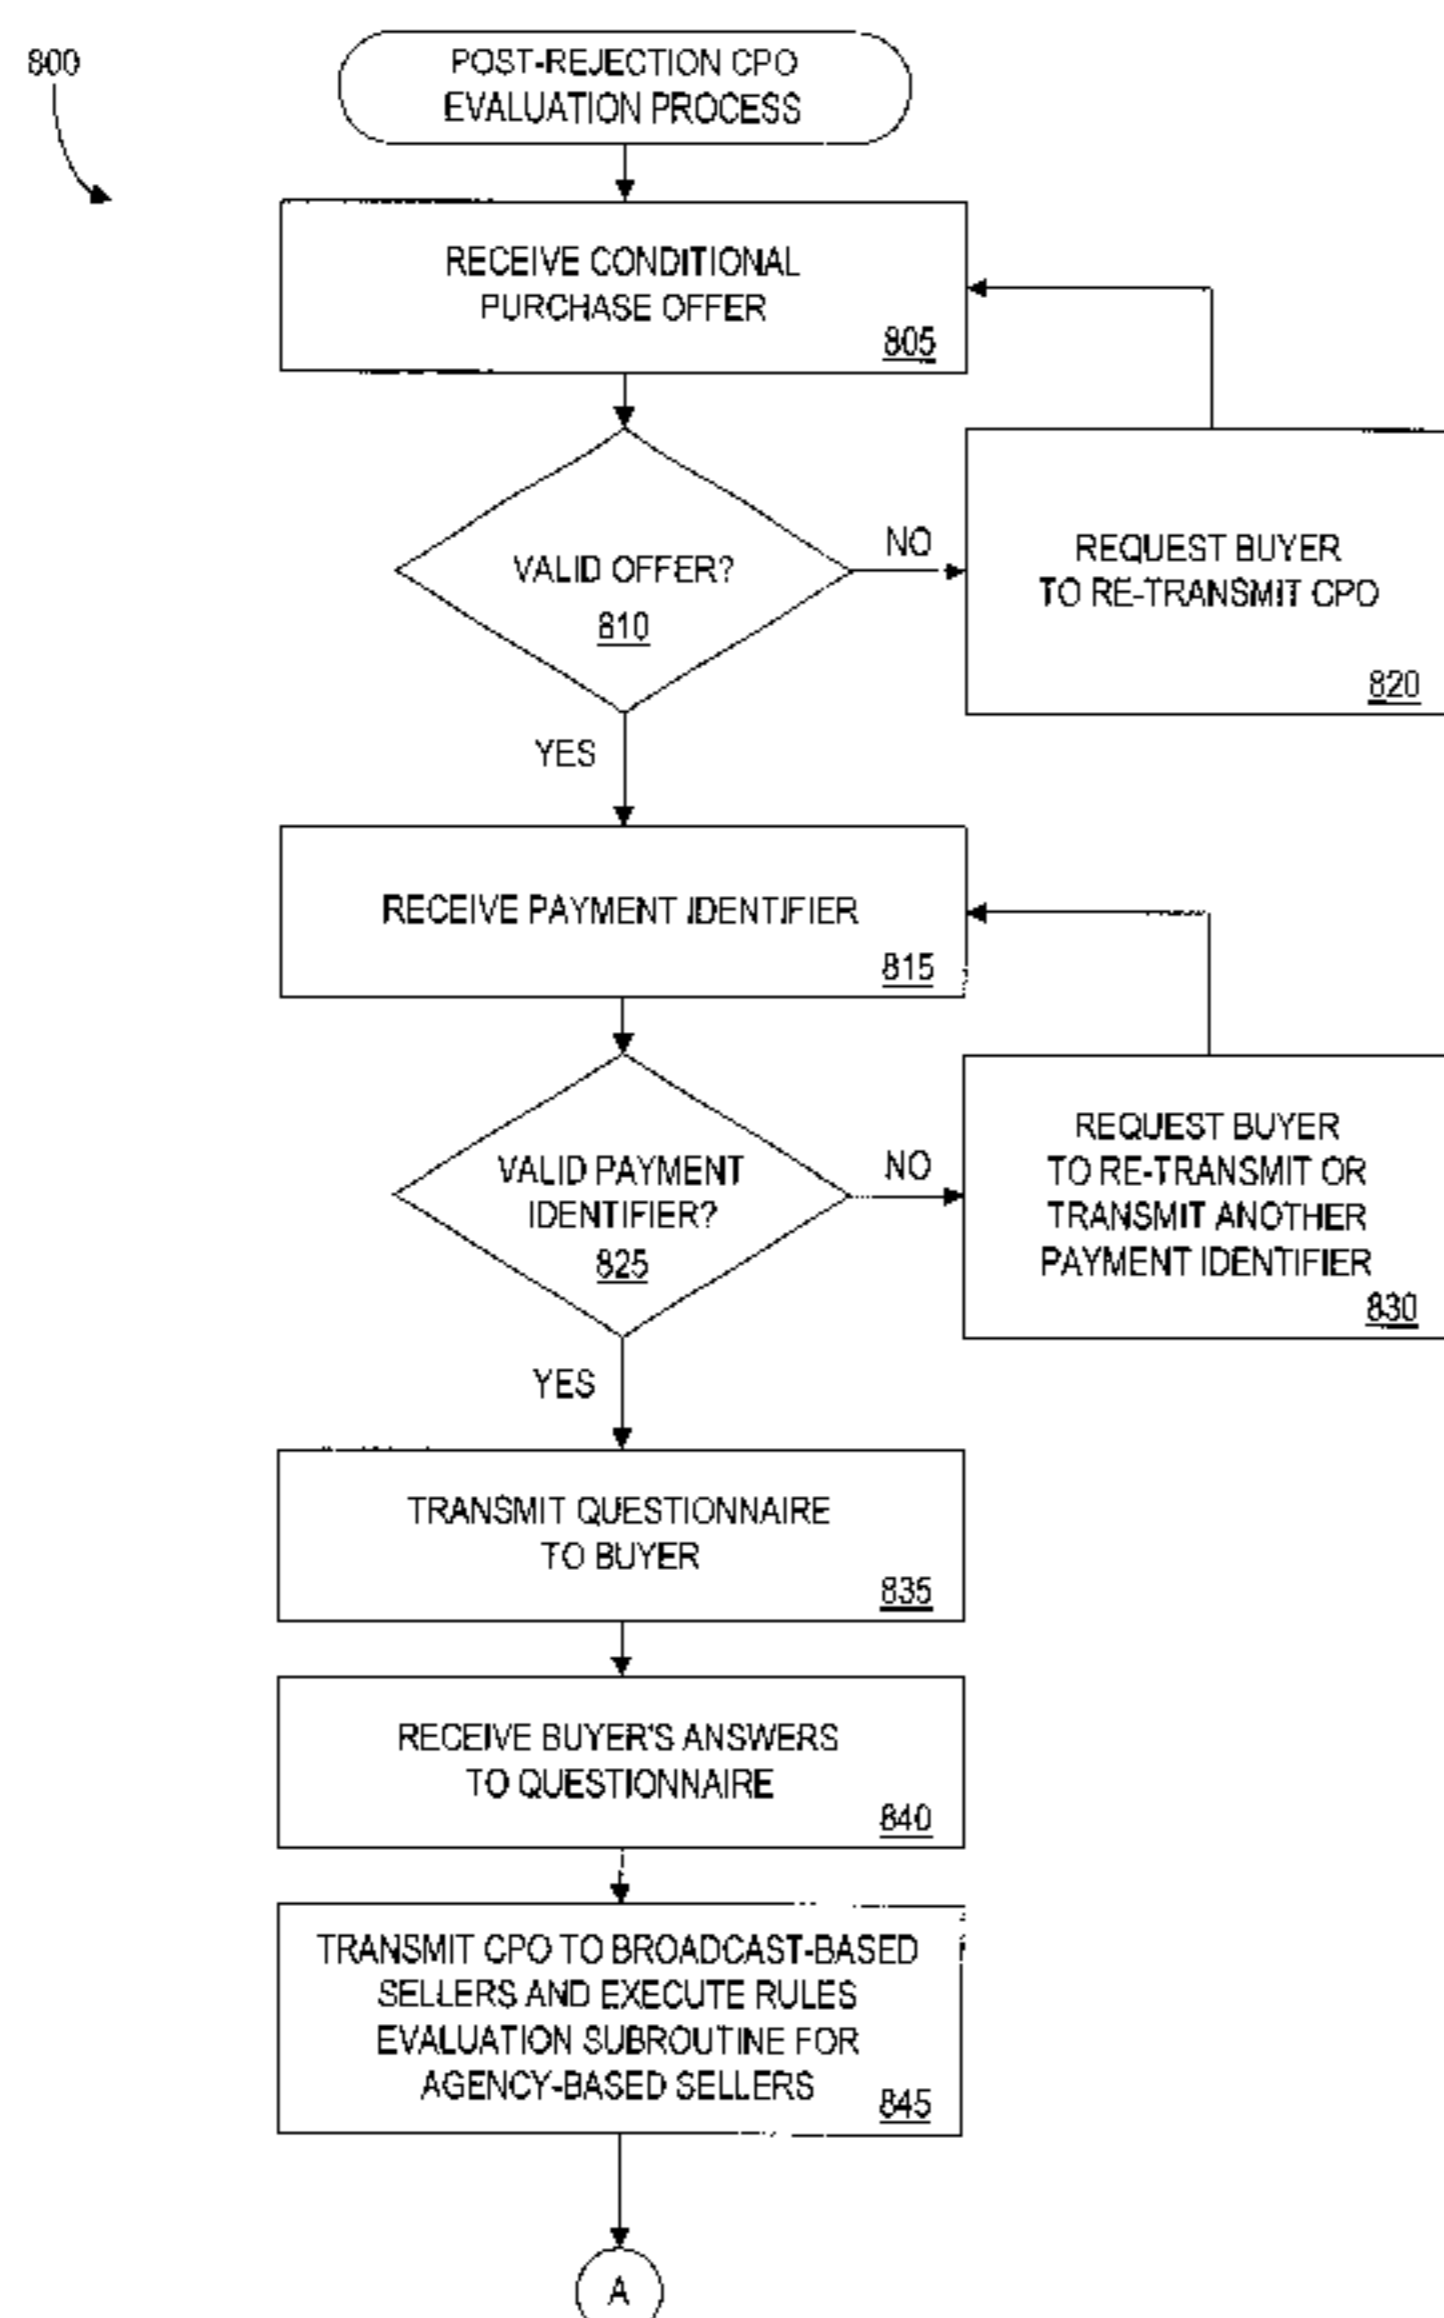 800
POST-REJECTION CPO
EVALUATION PROCESS
RECEIVE CONDITIONAL
PURCHASE OFFER
805
VALID OFFER?
810
NO
REQUEST BUYER
TO RE-TRANSMIT CPO
820
YES
RECEIVE PAYMENT IDENTIFIER
815
VALID PAYMENT
IDENTIFIER?
825
NO
REQUEST BUYER
TO RE-TRANSMIT OR
TRANSMIT ANOTHER
PAYMENT IDENTIFIER
830
YES
TRANSMIT QUESTIONNAIRE
TO BUYER
835
RECEIVE BUYER'S ANSWERS
TO QUESTIONNAIRE
840
TRANSMIT CPO TO BROADCAST-BASED
SELLERS AND EXECUTE RULES
EVALUATION SUBROUTINE FOR
AGENCY-BASED SELLERS
845
A